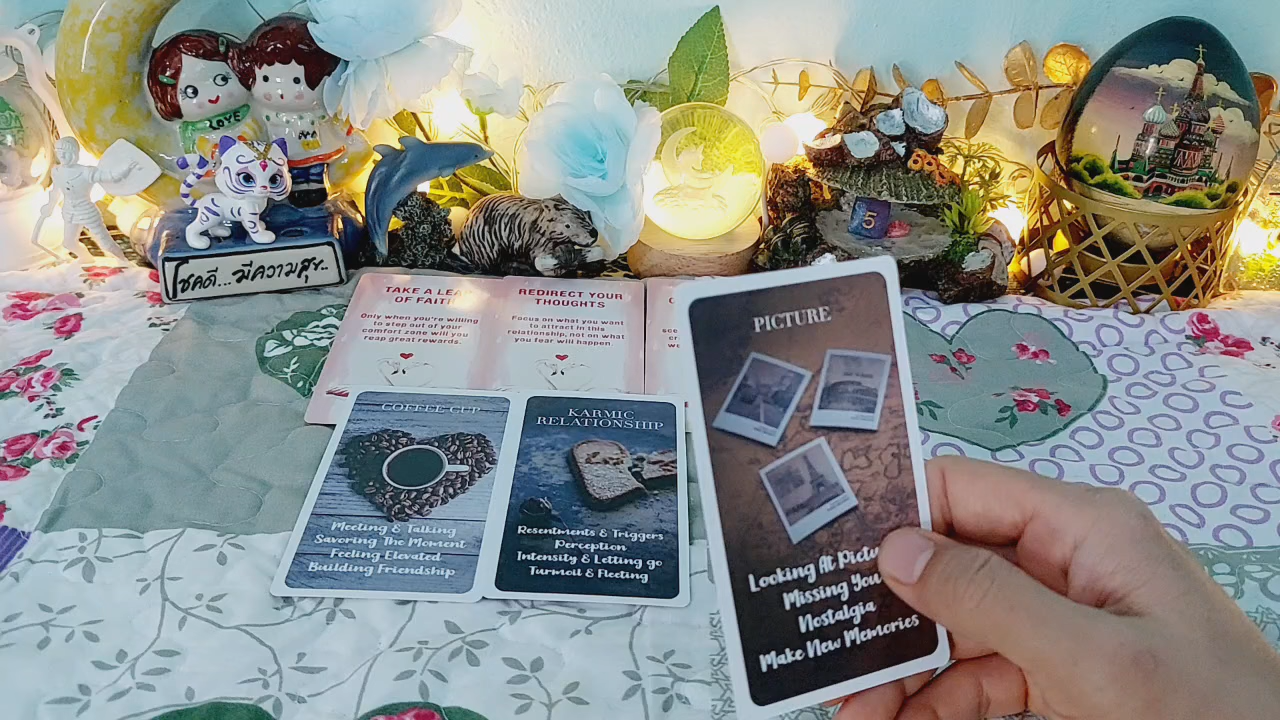 LOVE
โชคดี...มีความสุข..
5
TAKE A
OF FAITH
Only when you're willing
to step out of your
comfort zone will you
reap great rewards.
REDIRECT YOUR
THOUGHTS
Focus on what you want
to attract in this
relationship, not on what
you fear will happen
COFFEE CUP
Meeting & Talking
Savoring The Moment
Feeling Elevated
Building Friendship
KARMIC
RELATIONSHIP
Resentments & Triggers
Perception
Intensity & Letting go
Turmoil & Fleeting
PICTURE
Looking At
Missing You
Nostalgia
Make New Memories